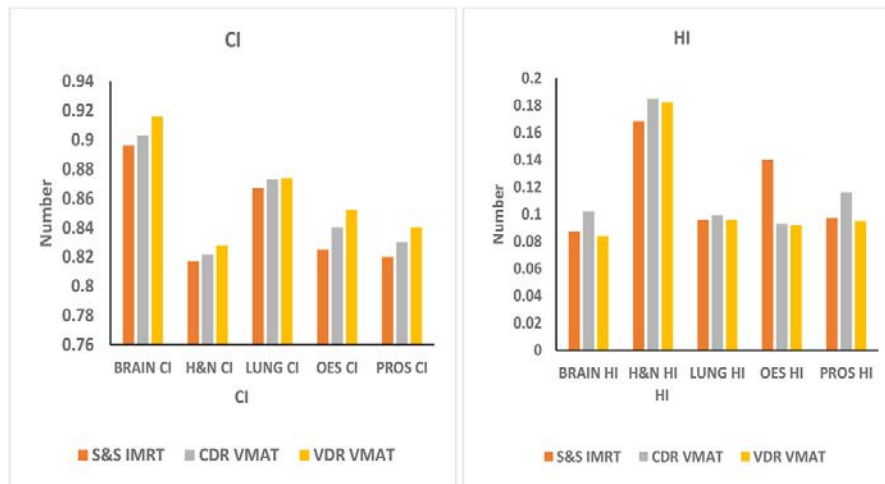 CI
0.94
0.92
0.9
0.88
0.86
0.84
0.82
0.8
0.78
0.76
Number
BRAIN CI H&N CI LUNG CI OES CI PROS CI
CI
S&S IMRT CDR VMAT VDR VMAT
HI
0.2
0.18
0.16
0.14
0.12
0.1
0.08
0.06
0.04
0.02
0
Number
BRAIN HI H&N HI LUNG HI OES HI PROS HI
HI
S&S IMRT CDR VMAT VDR VMAT